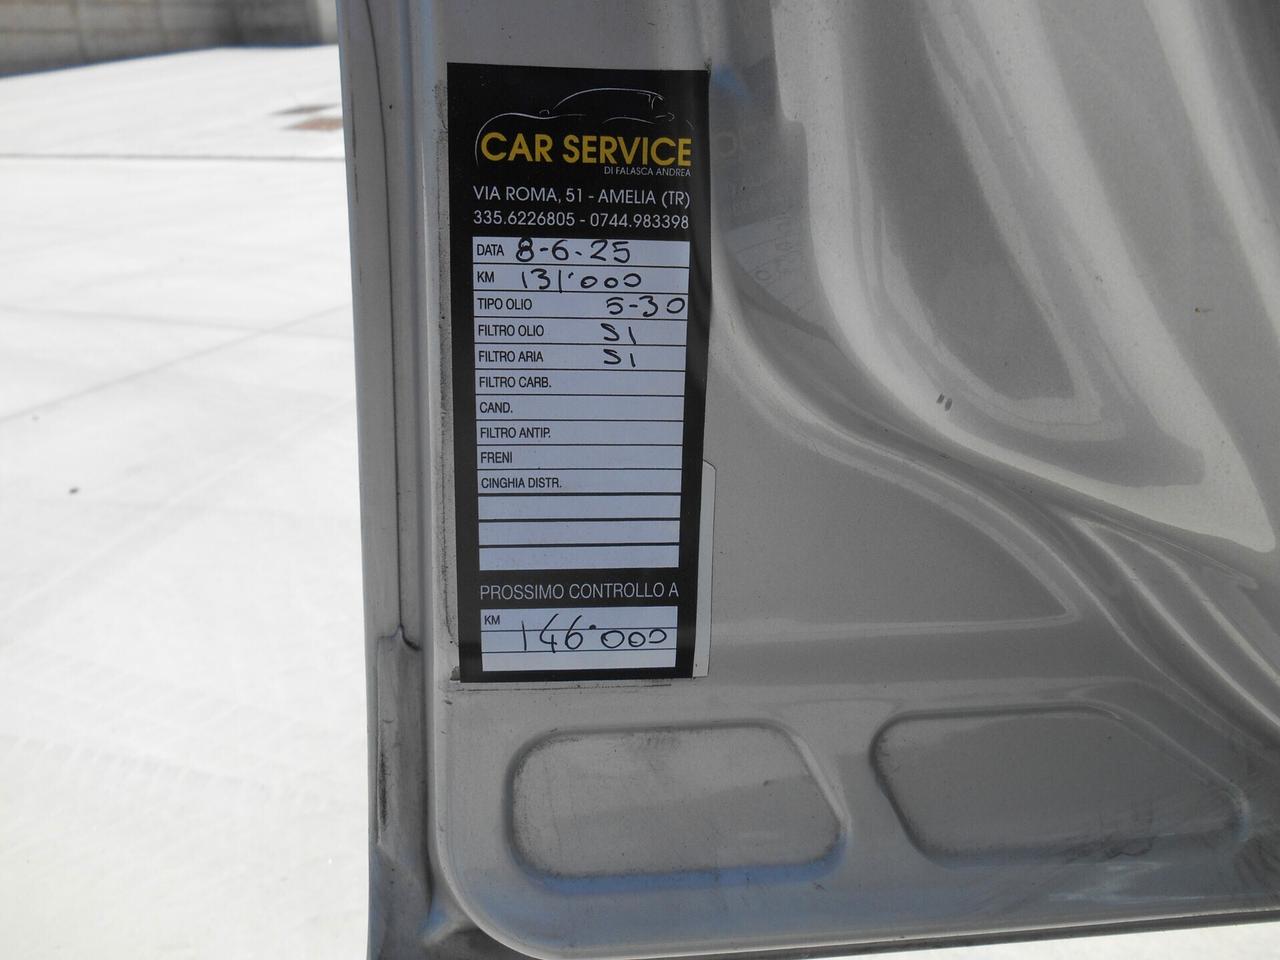 CAR SERVICE
DI FALASCA ANDREA
VIA ROMA, 51 - AMELIA (TR)
335.6226805 - 0744.983398
DATA 8-6-25
KM 131'000
TIPO OLIO 5-30
FILTRO OLIO SI
FILTRO ARIA SI
FILTRO CARB.
CAND.
FILTRO ANTIP.
FRENI
CINGHIA DISTR.
PROSSIMO CONTROLLO A
KM
146'000